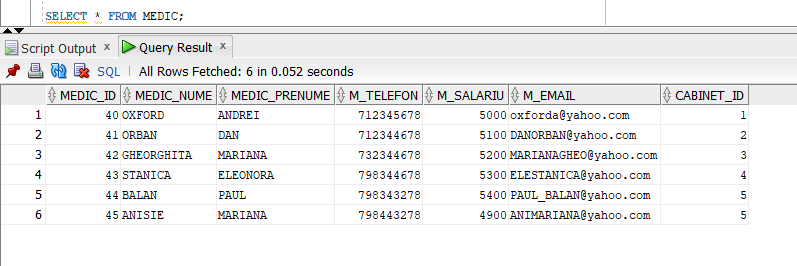 SELECT * FROM MEDIC;
Script Output x Query Result x
SQL | All Rows Fetched: 6 in 0.052 seconds
MEDIC_ID MEDIC_NUME MEDIC_PRENUME M_TELEFON M_SALARIU M_EMAIL CABINET_ID
1 40 OXFORD ANDREI 712345678 5000 oxforda@yahoo.com 1
2 41 ORBAN DAN 712344678 5100 DANORBAN@yahoo.com 2
3 42 GHEORGHITA MARIANA 732344678 5200 MARIANAGHEO@yahoo.com 3
4 43 STANICA ELEONORA 798344678 5300 ELESTANICA@yahoo.com 4
5 44 BALAN PAUL 798343278 5400 PAUL_BALAN@yahoo.com 5
6 45 ANISIE MARIANA 798443278 4900 ANIMARIANA@yahoo.com 5